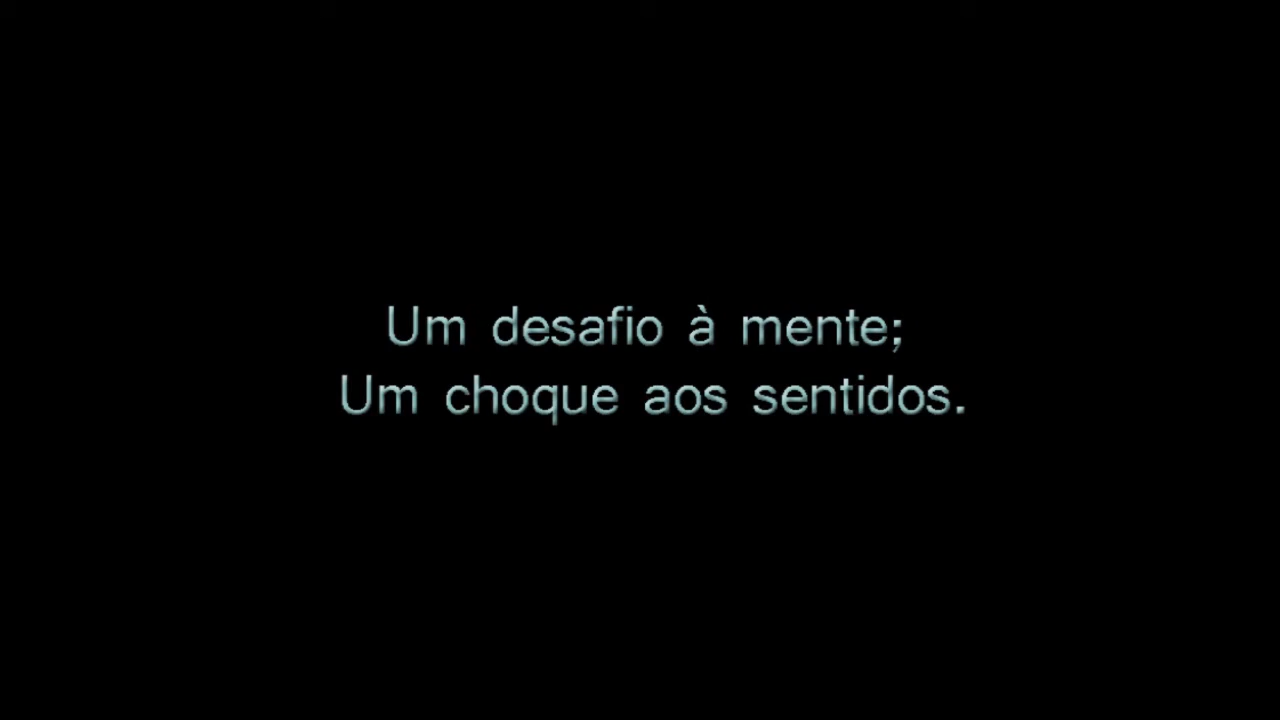 Um desafio à mente;
Um choque aos sentidos.